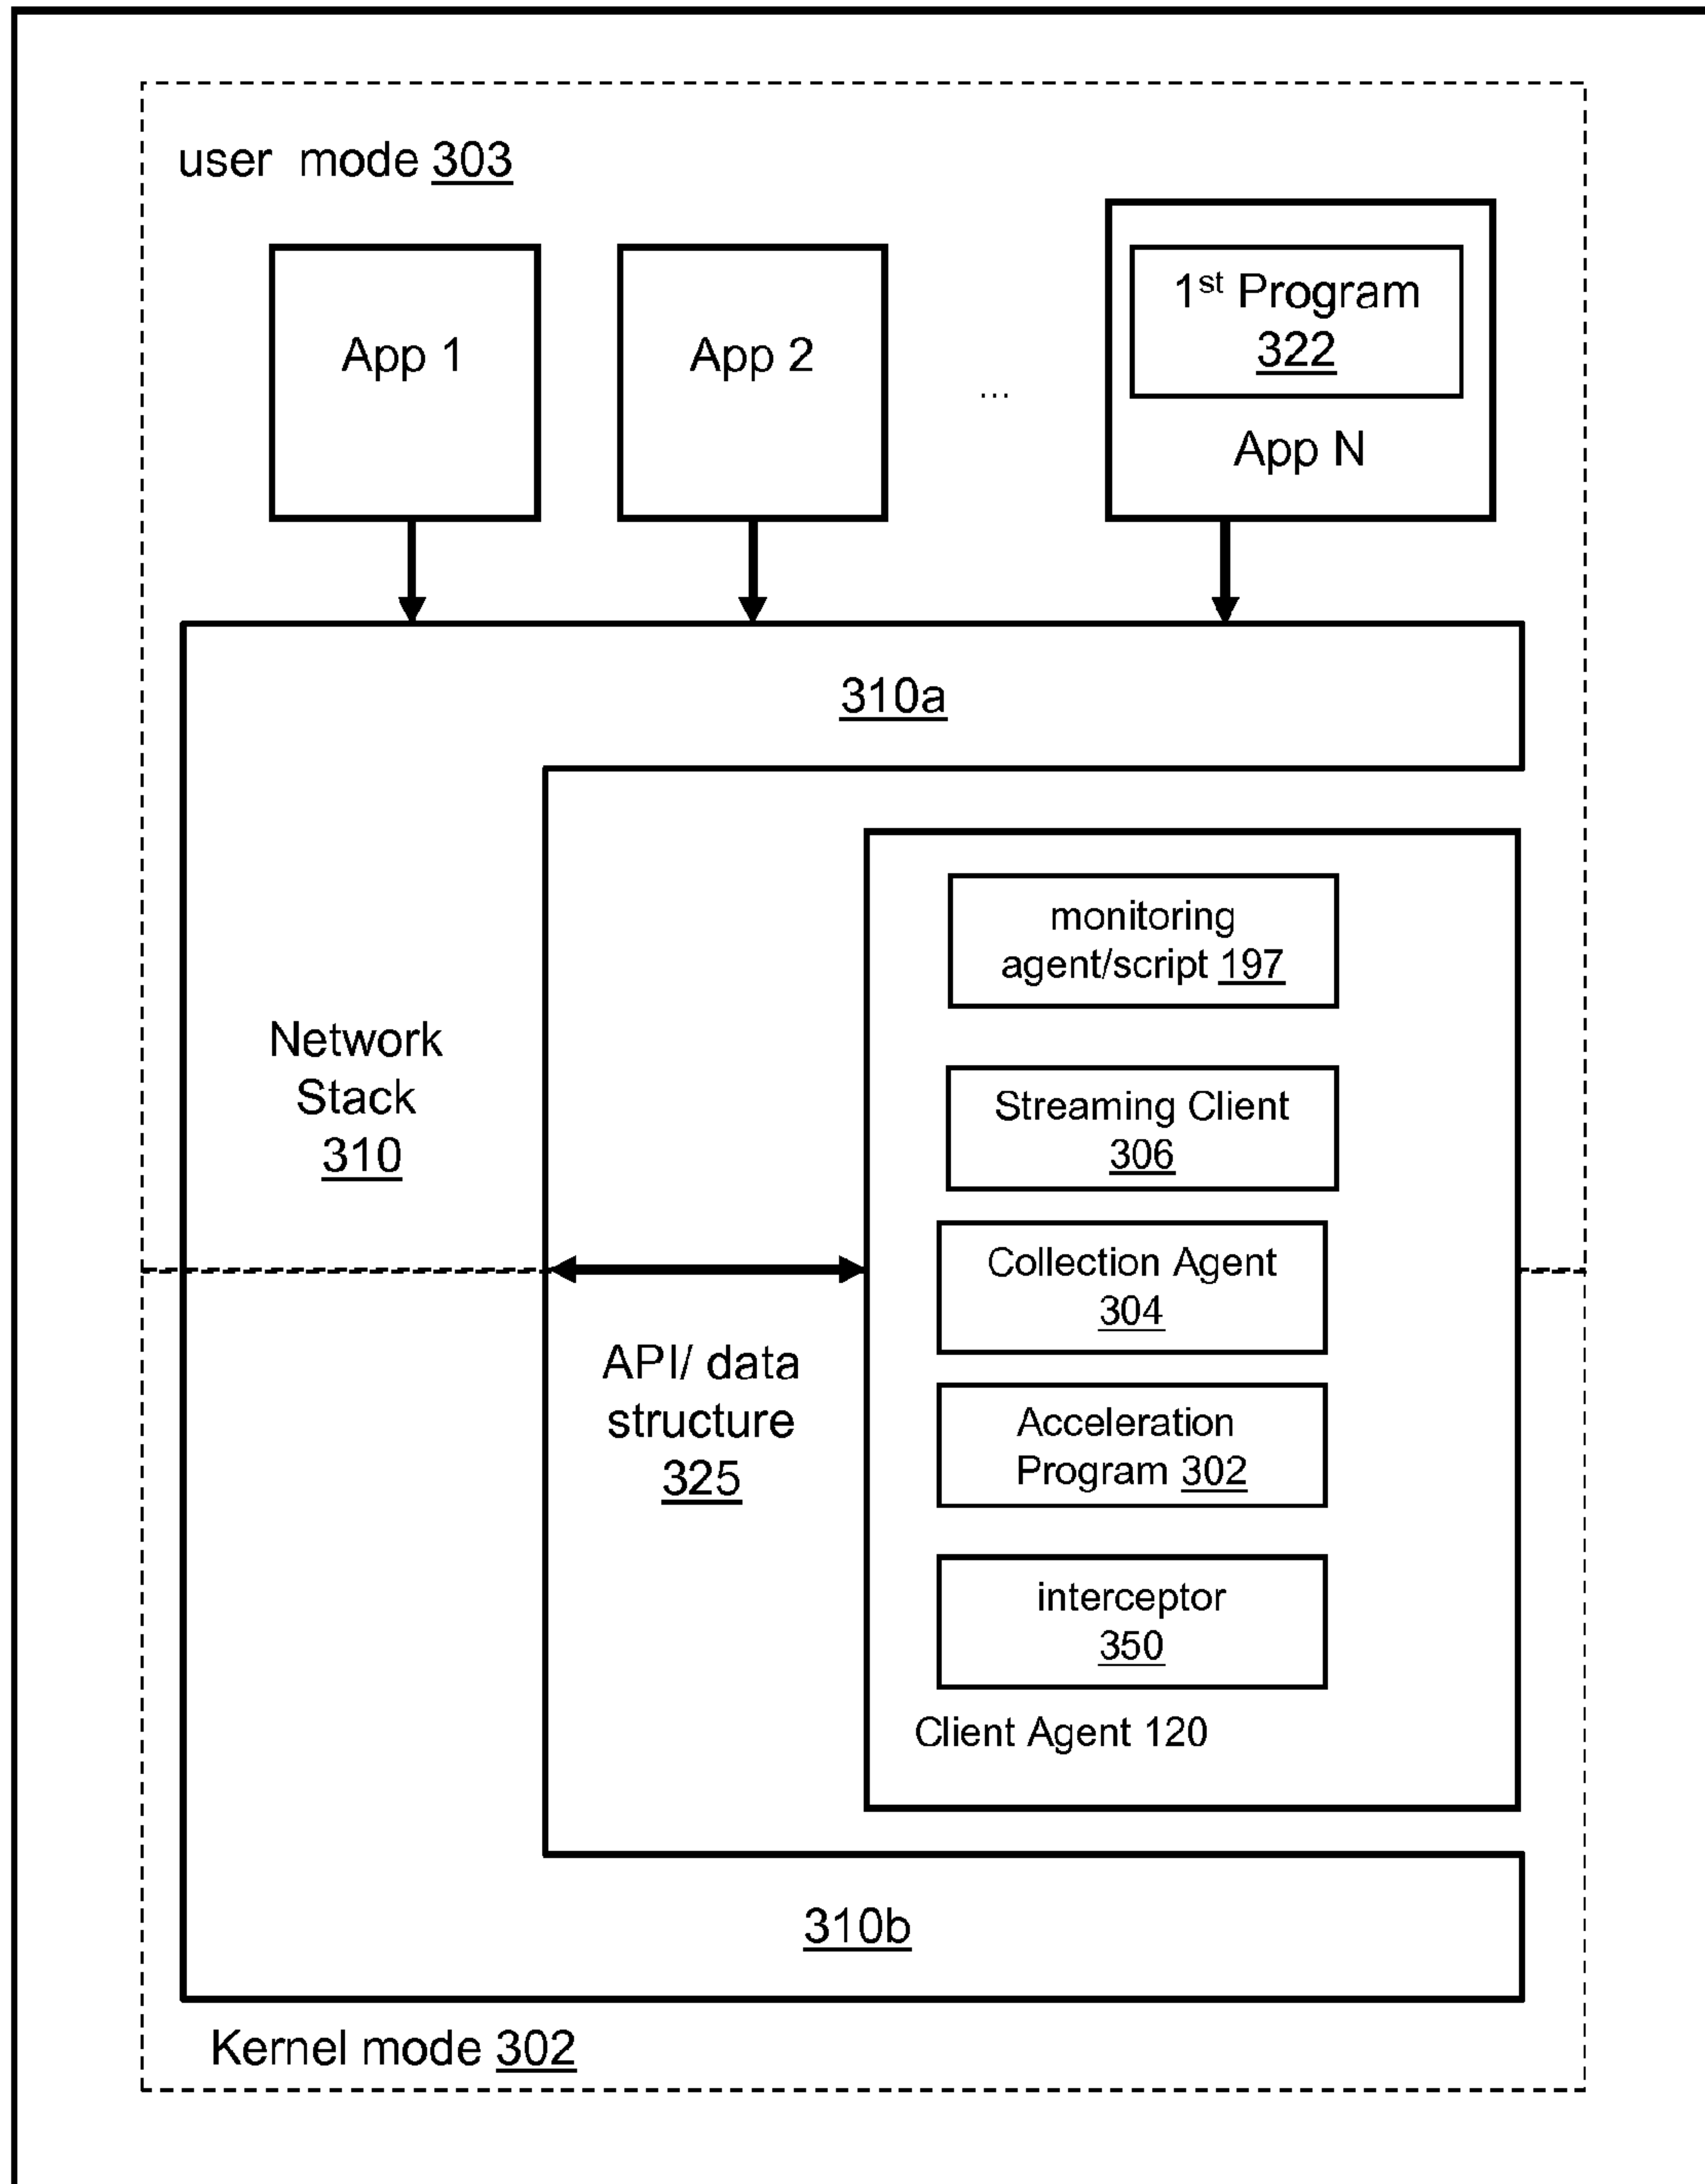 user mode 303
App 1
App 2
...
1st Program
322
App N
310a
Network
Stack
310
API/ data
structure
325
monitoring
agent/script 197
Streaming Client
306
Collection Agent
304
Acceleration
Program 302
interceptor
350
Client Agent 120
310b
Kernel mode 302